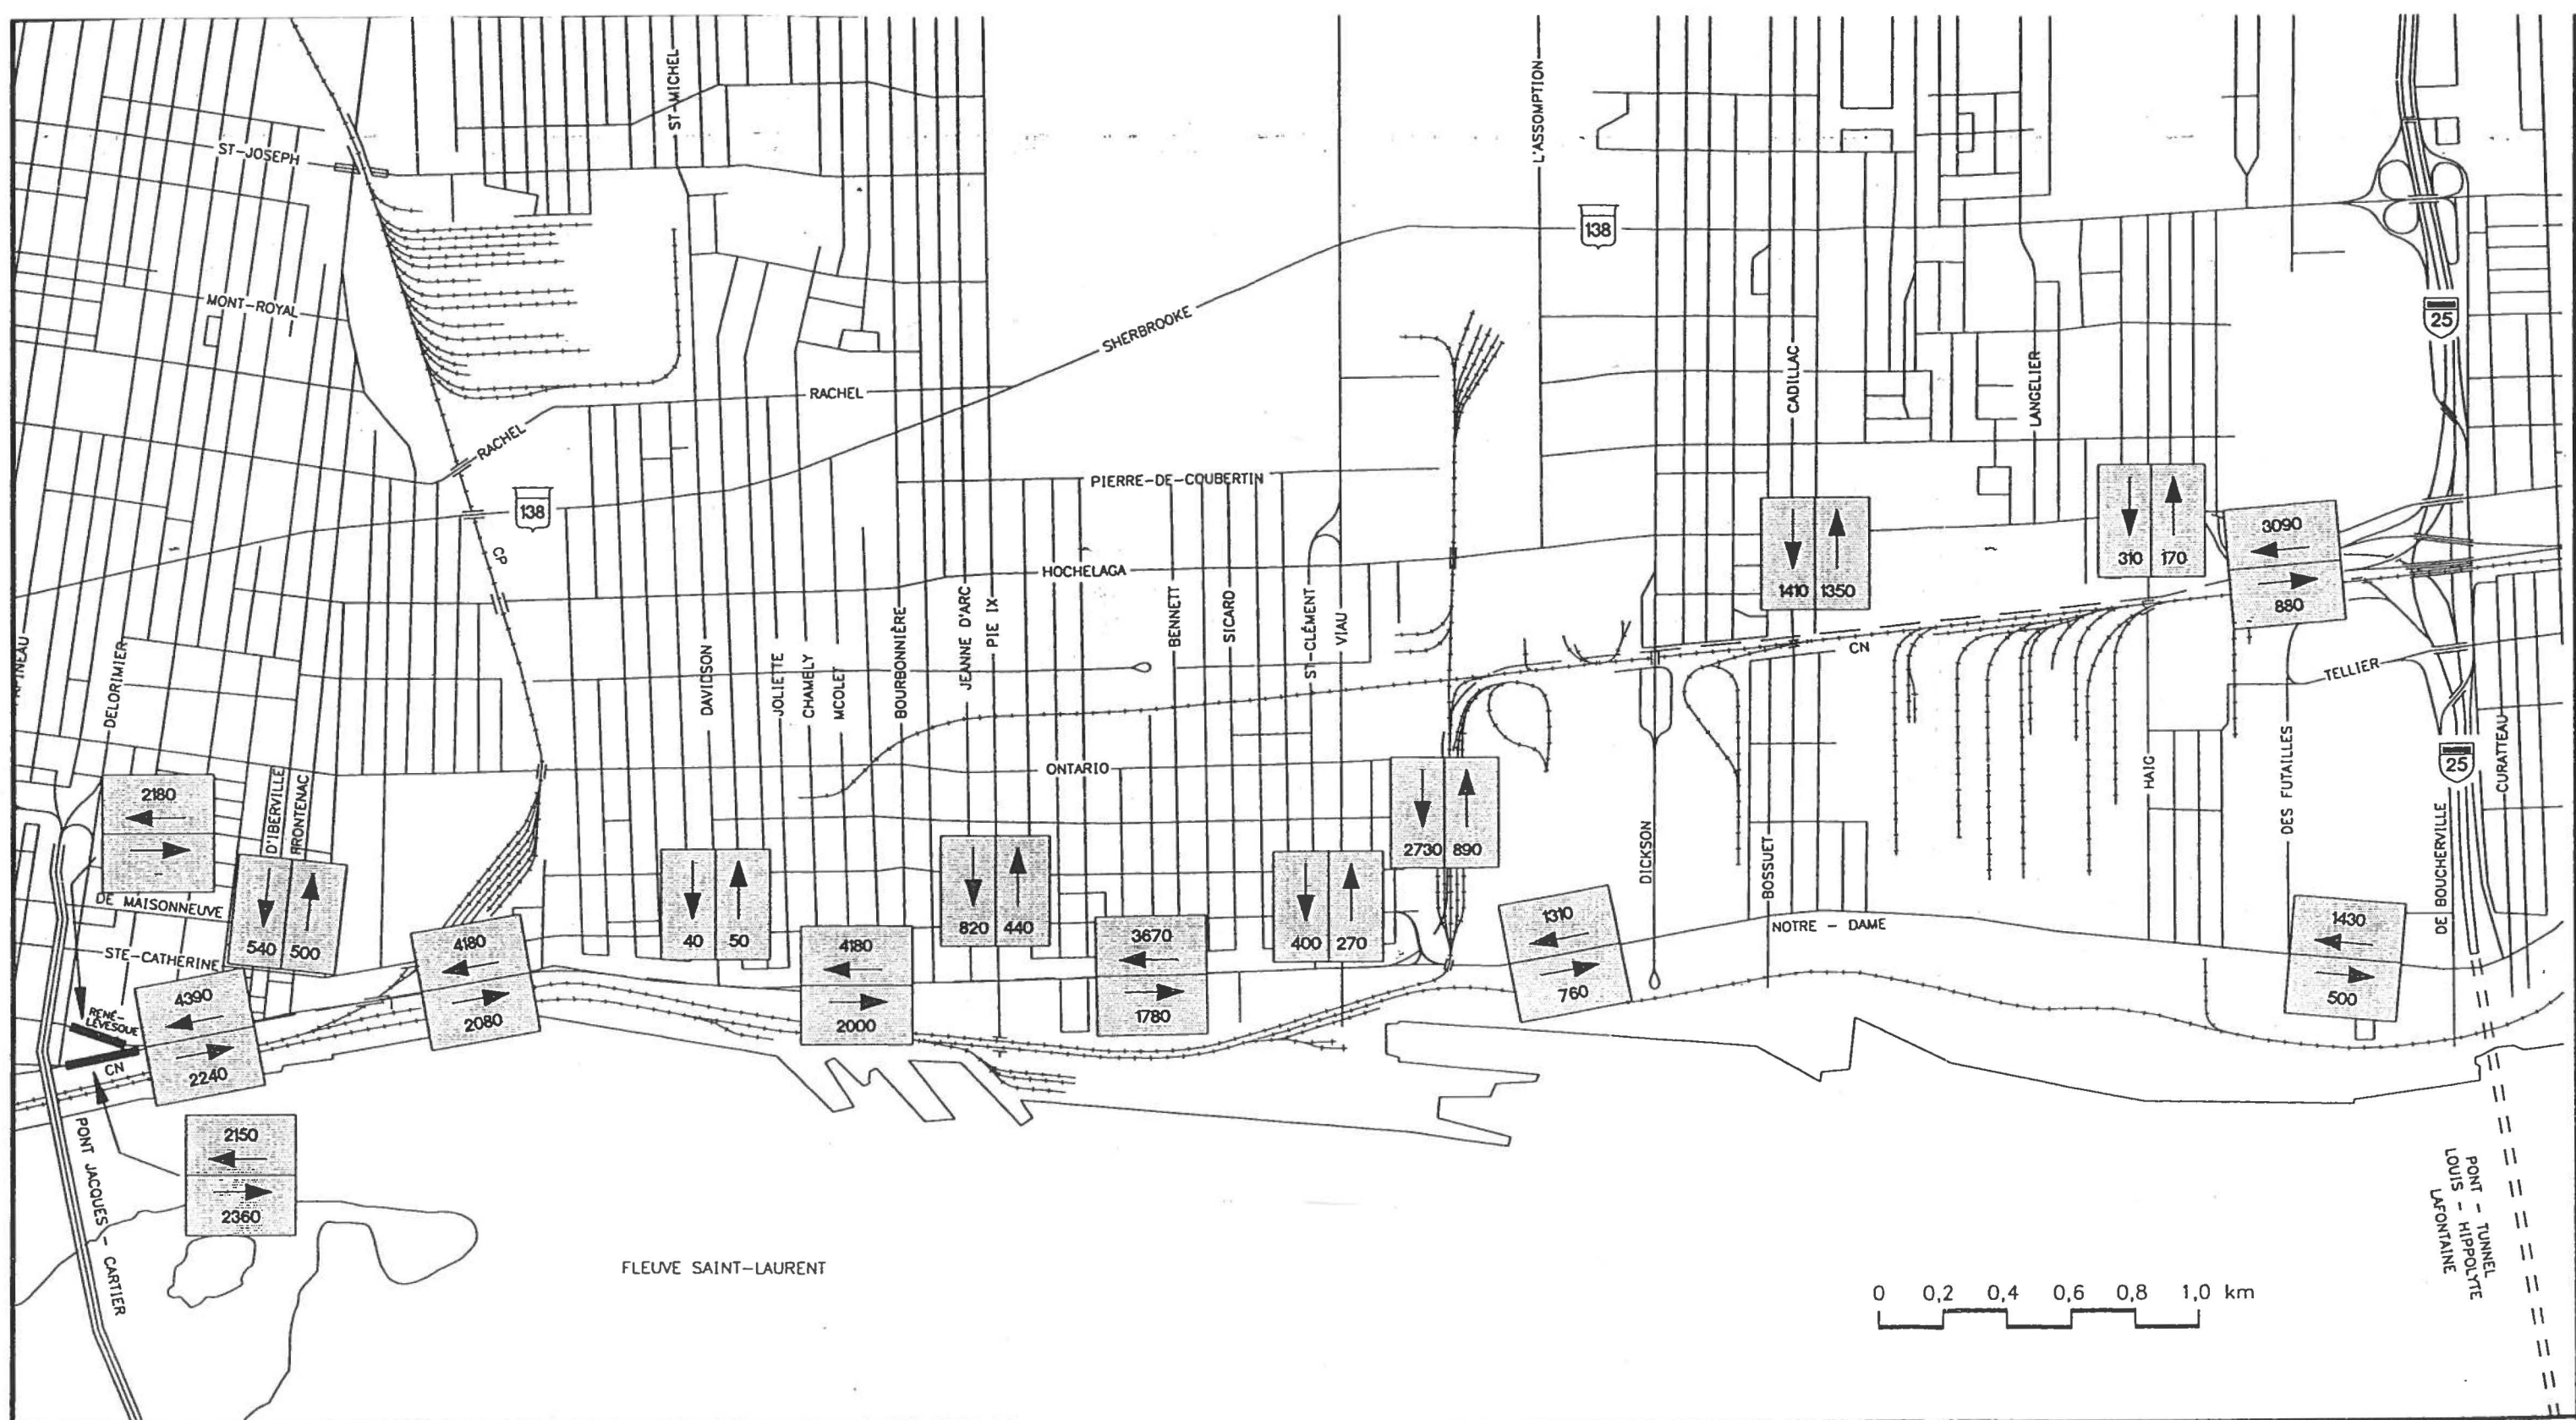 ST-JOSEPH
ST-MICHEL
L'ASSOMPTION
138
MONT-ROYAL
SHERBROOKE
25
RACHEL
CADILLAC
LANGELIER
RACHEL
PIERRE-DE-COUBERTIN
138
CP
HOCHELAGA
1410 1350
310 170
3090
880
DELORIMIER
DAVIDSON
JOLIETTE
CHAMBLY
BOURBONNIÈRE
JEANNE D'ARC
PIE IX
BENNETT
SICARD
ST-CLÉMENT
VIAU
CN
TELLIER
ONTARIO
2180
-
D'IBERVILLE
2730 890
DICKSON
BOSSUET
HAIG
DES FUTAILLES
DE BOUCHERVILLE
25
CURATTEAU
DE MAISONNEUVE
540 500
STE-CATHERINE
4180
2080
40 50
4180
2000
820 440
3670
1780
400 270
1310
760
NOTRE - DAME
1430
500
RENÉ-
LÉVESQUE
CN
4390
2240
PONT JACQUES - CARTIER
2150
2360
FLEUVE SAINT-LAURENT
PONT - TUNNEL
LOUIS - HIPPOLYTE
LAFONTAINE
0 0,2 0,4 0,6 0,8 1,0 km